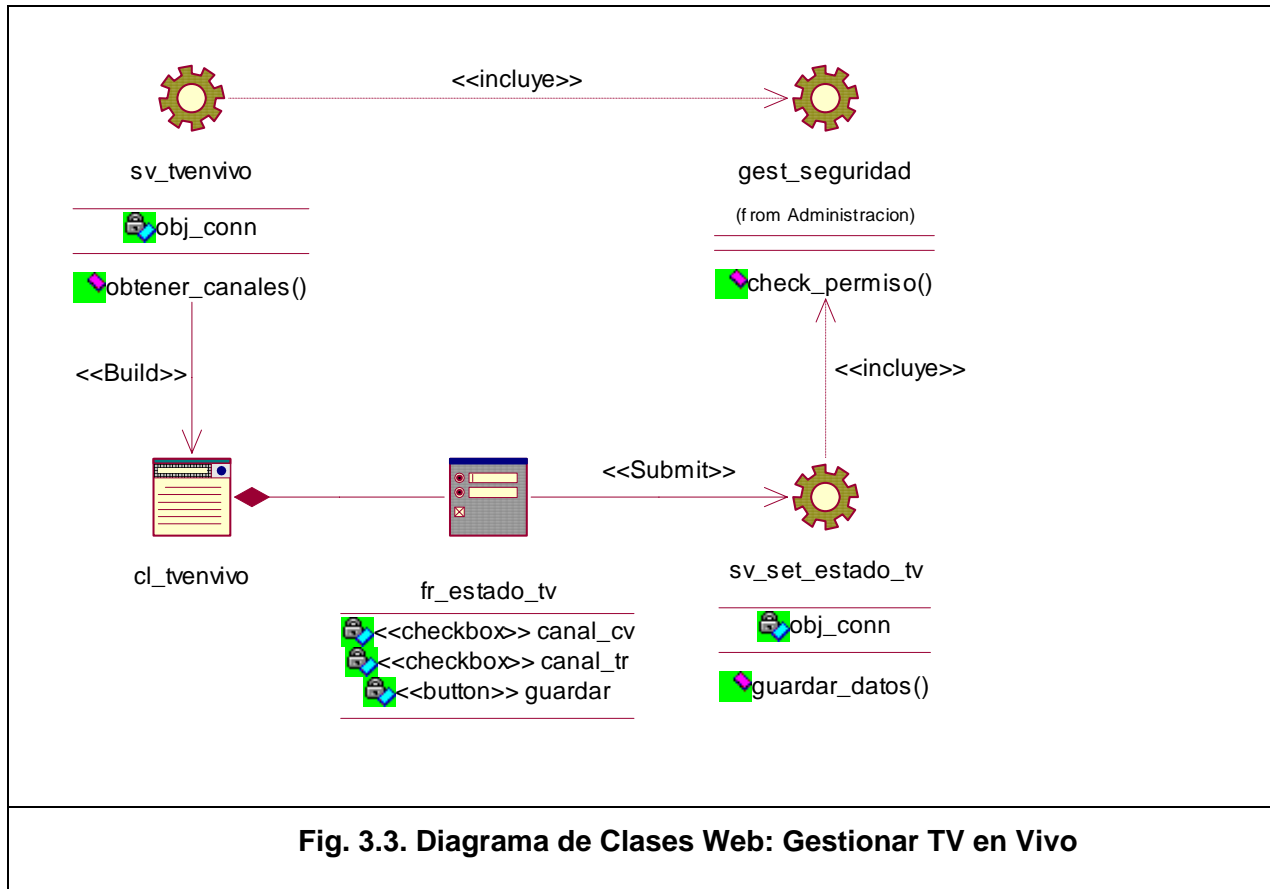 <<incluye>>
sv_tvenvivo
obj_conn
obtener_canales()
gest_seguridad
(from Administracion)
check_permiso()
<<Build>>
<<incluye>>
cl_tvenvivo
<<Submit>>
fr_estado_tv
<<checkbox>> canal_cv
<<checkbox>> canal_tr
<<button>> guardar
sv_set_estado_tv
obj_conn
guardar_datos()
Fig. 3.3. Diagrama de Clases Web: Gestionar TV en Vivo